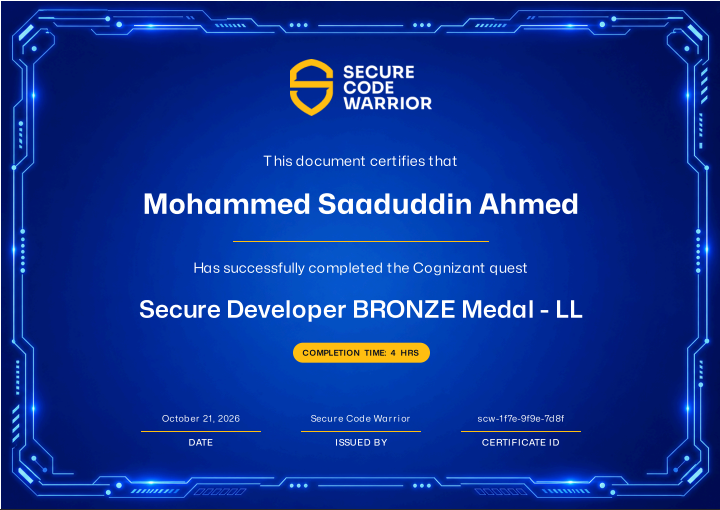 SECURE
CODE
WARRIOR
This document certifies that
Mohammed Saaduddin Ahmed
Has successfully completed the Cognizant quest
Secure Developer BRONZE Medal - LL
COMPLETION TIME: 4 HRS
October 21, 2026
DATE
Secure Code Warrior
ISSUED BY
scw-1f7e-9f9e-7d8f
CERTIFICATE ID